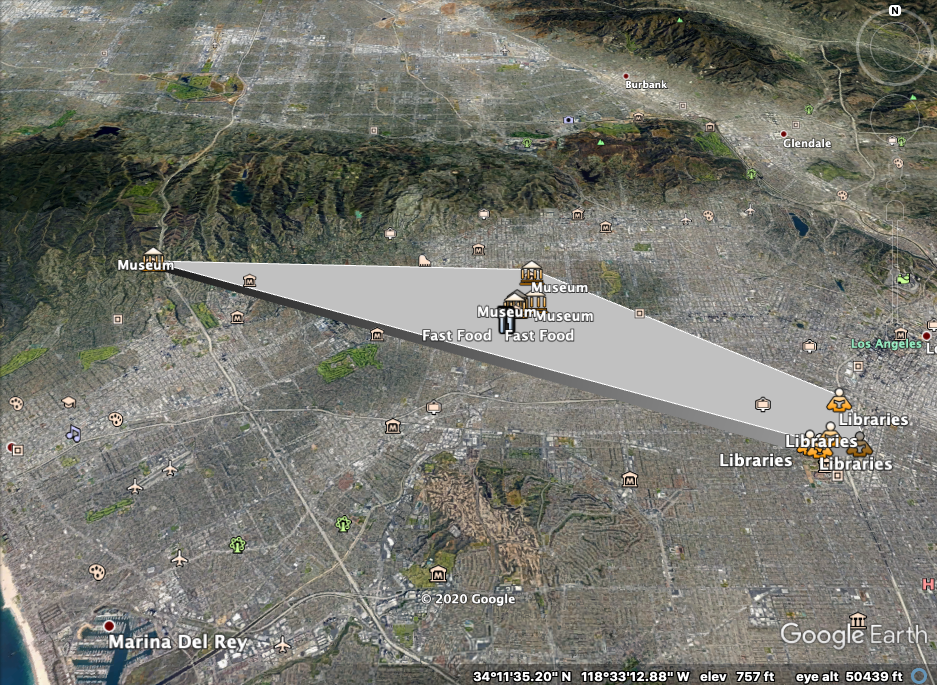 N
Burbank
Glendale
Museum
Museum
Museum
Museum
Fast Food
Fast Food
Los Angeles
Libraries
Libraries
Libraries
Libraries
H
© 2020 Google
Marina Del Rey
Google Earth
34°11'35.20" N 118°33'12.88" W elev 757 ft eye alt 50439 ft